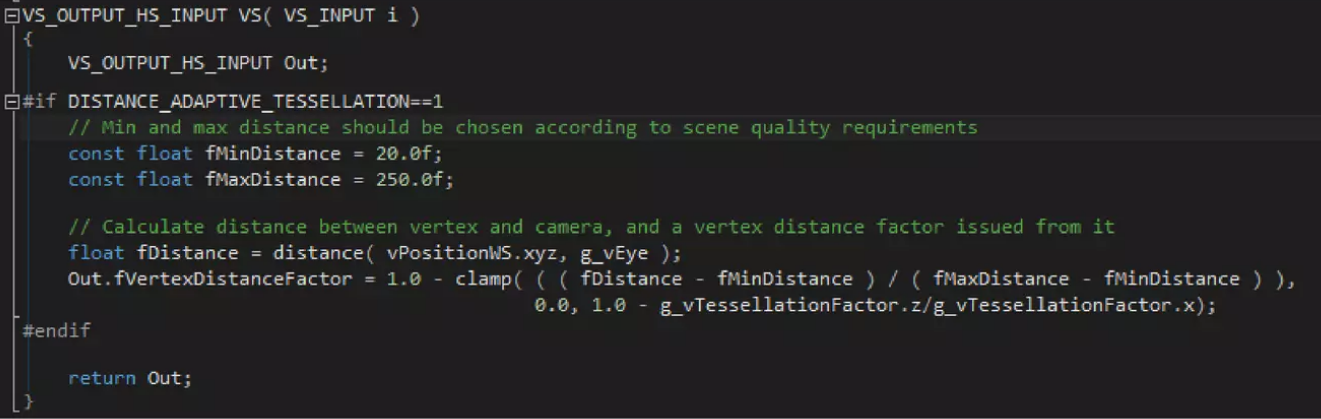 VS_OUTPUT_HS_INPUT VS( VS_INPUT i )
{
VS_OUTPUT_HS_INPUT Out;
#if DISTANCE_ADAPTIVE_TESSELLATION==1
// Min and max distance should be chosen according to scene quality requirements
const float fMinDistance = 20.0f;
const float fMaxDistance = 250.0f;
// Calculate distance between vertex and camera, and a vertex distance factor issued from it
float fDistance = distance( vPositionWS.xyz, g_vEye );
Out.fVertexDistanceFactor = 1.0 - clamp( ( ( fDistance - fMinDistance ) / ( fMaxDistance - fMinDistance ) ),
0.0, 1.0 - g_vTessellationFactor.z/g_vTessellationFactor.x);
#endif
return Out;
}